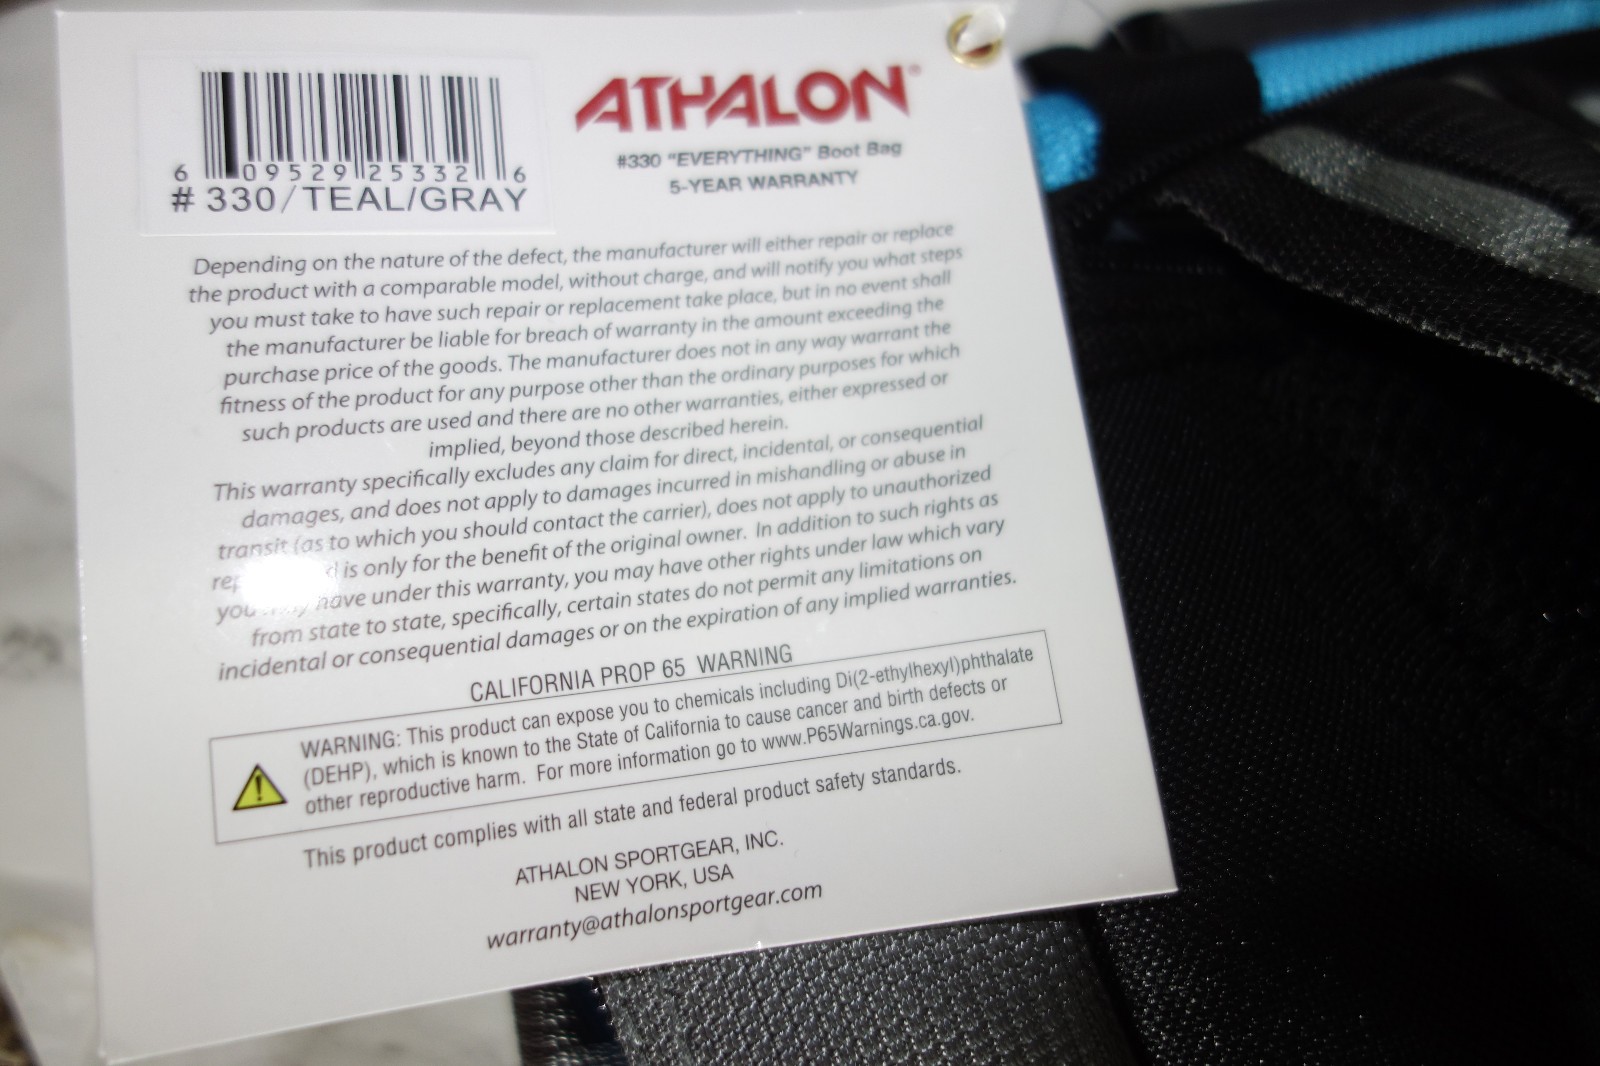 6 09529 25332 6
# 330/TEAL/GRAY
ATHALON®
#330 "EVERYTHING" Boot Bag
5-YEAR WARRANTY
Depending on the nature of the defect, the manufacturer will either repair or replace
the product with a comparable model, without charge, and will notify you what steps
you must take to have such repair or replacement take place, but in no event shall
the manufacturer be liable for breach of warranty in the amount exceeding the
purchase price of the goods. The manufacturer does not in any way warrant the
fitness of the product for any purpose other than the ordinary purposes for which
such products are used and there are no other warranties, either expressed or
implied, beyond those described herein.
This warranty specifically excludes any claim for direct, incidental, or consequential
damages, and does not apply to damages incurred in mishandling or abuse in
transit (as to which you should contact the carrier), does not apply to unauthorized
is only for the benefit of the original owner. In addition to such rights as
you may have under this warranty, you may have other rights under law which vary
from state to state, specifically, certain states do not permit any limitations on
incidental or consequential damages or on the expiration of any implied warranties.
CALIFORNIA PROP 65 WARNING
WARNING: This product can expose you to chemicals including Di(2-ethylhexyl)phthalate
(DEHP), which is known to the State of California to cause cancer and birth defects or
other reproductive harm. For more information go to www.P65Warnings.ca.gov.
This product complies with all state and federal product safety standards.
ATHALON SPORTGEAR, INC.
NEW YORK, USA
warranty@athalonsportgear.com